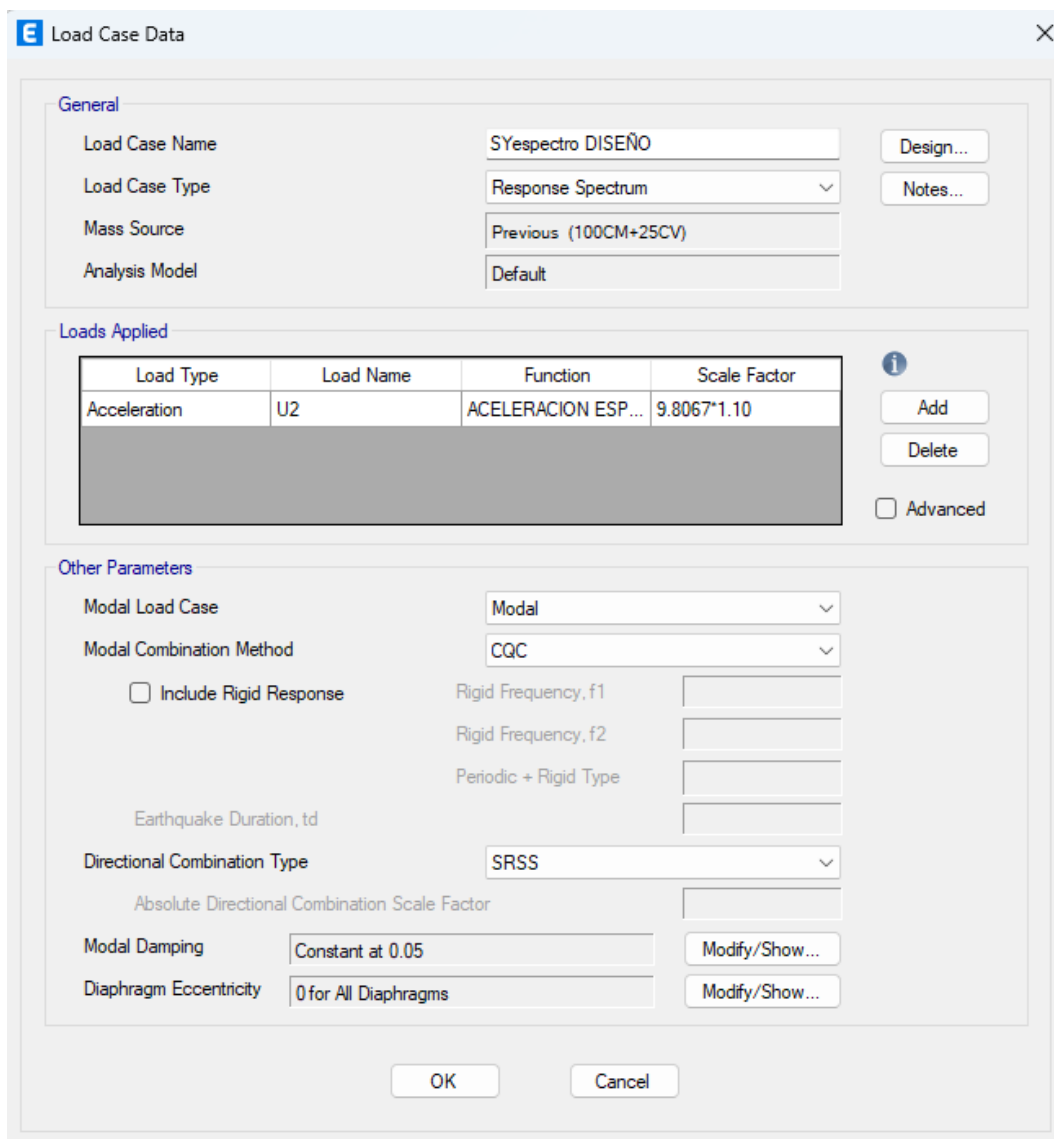 E Load Case Data
General
Load Case Name SYespectro DISEÑO Design...
Load Case Type Response Spectrum Notes...
Mass Source Previous (100CM+25CV)
Analysis Model Default
Loads Applied
Load Type Load Name Function Scale Factor
Acceleration U2 ACELERACION ESP... 9.8067*1.10 Add
Delete
Advanced
Other Parameters
Modal Load Case Modal
Modal Combination Method CQC
Include Rigid Response Rigid Frequency, f1
Rigid Frequency, f2
Periodic + Rigid Type
Earthquake Duration, td
Directional Combination Type SRSS
Absolute Directional Combination Scale Factor
Modal Damping Constant at 0.05 Modify/Show...
Diaphragm Eccentricity 0 for All Diaphragms Modify/Show...
OK Cancel